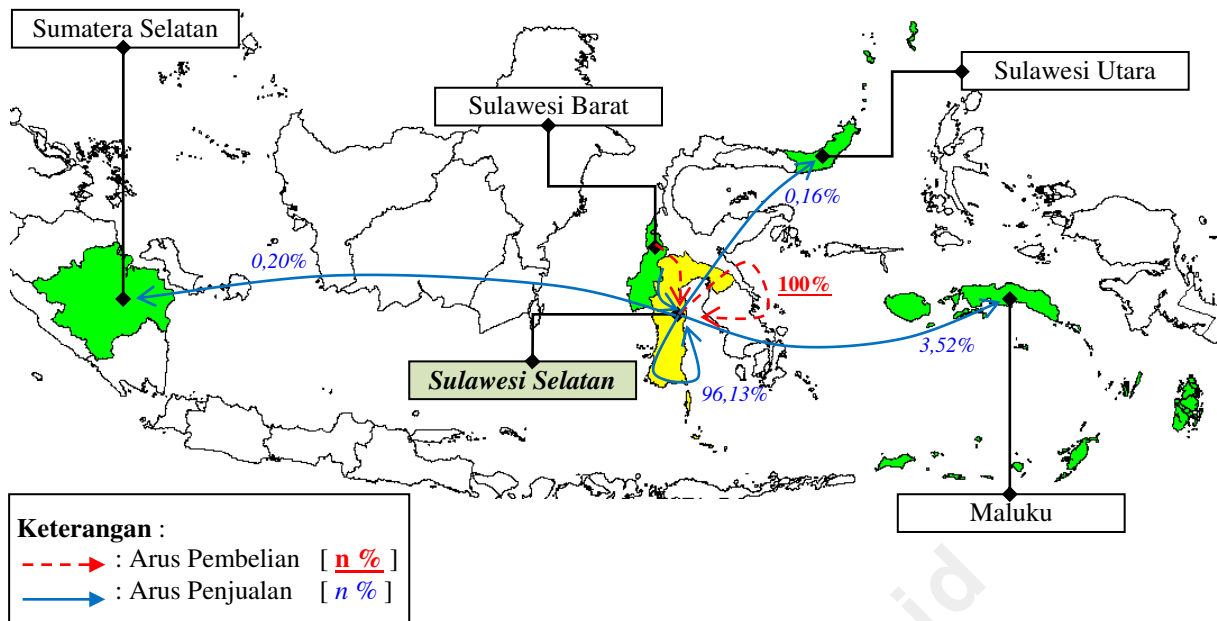 Sumatera Selatan
Sulawesi Utara
Sulawesi Barat
0,16%
0,20%
100%
3,52%
Sulawesi Selatan
96,13%
Maluku
Keterangan :
: Arus Pembelian [ n % ]
: Arus Penjualan [ n % ]
id